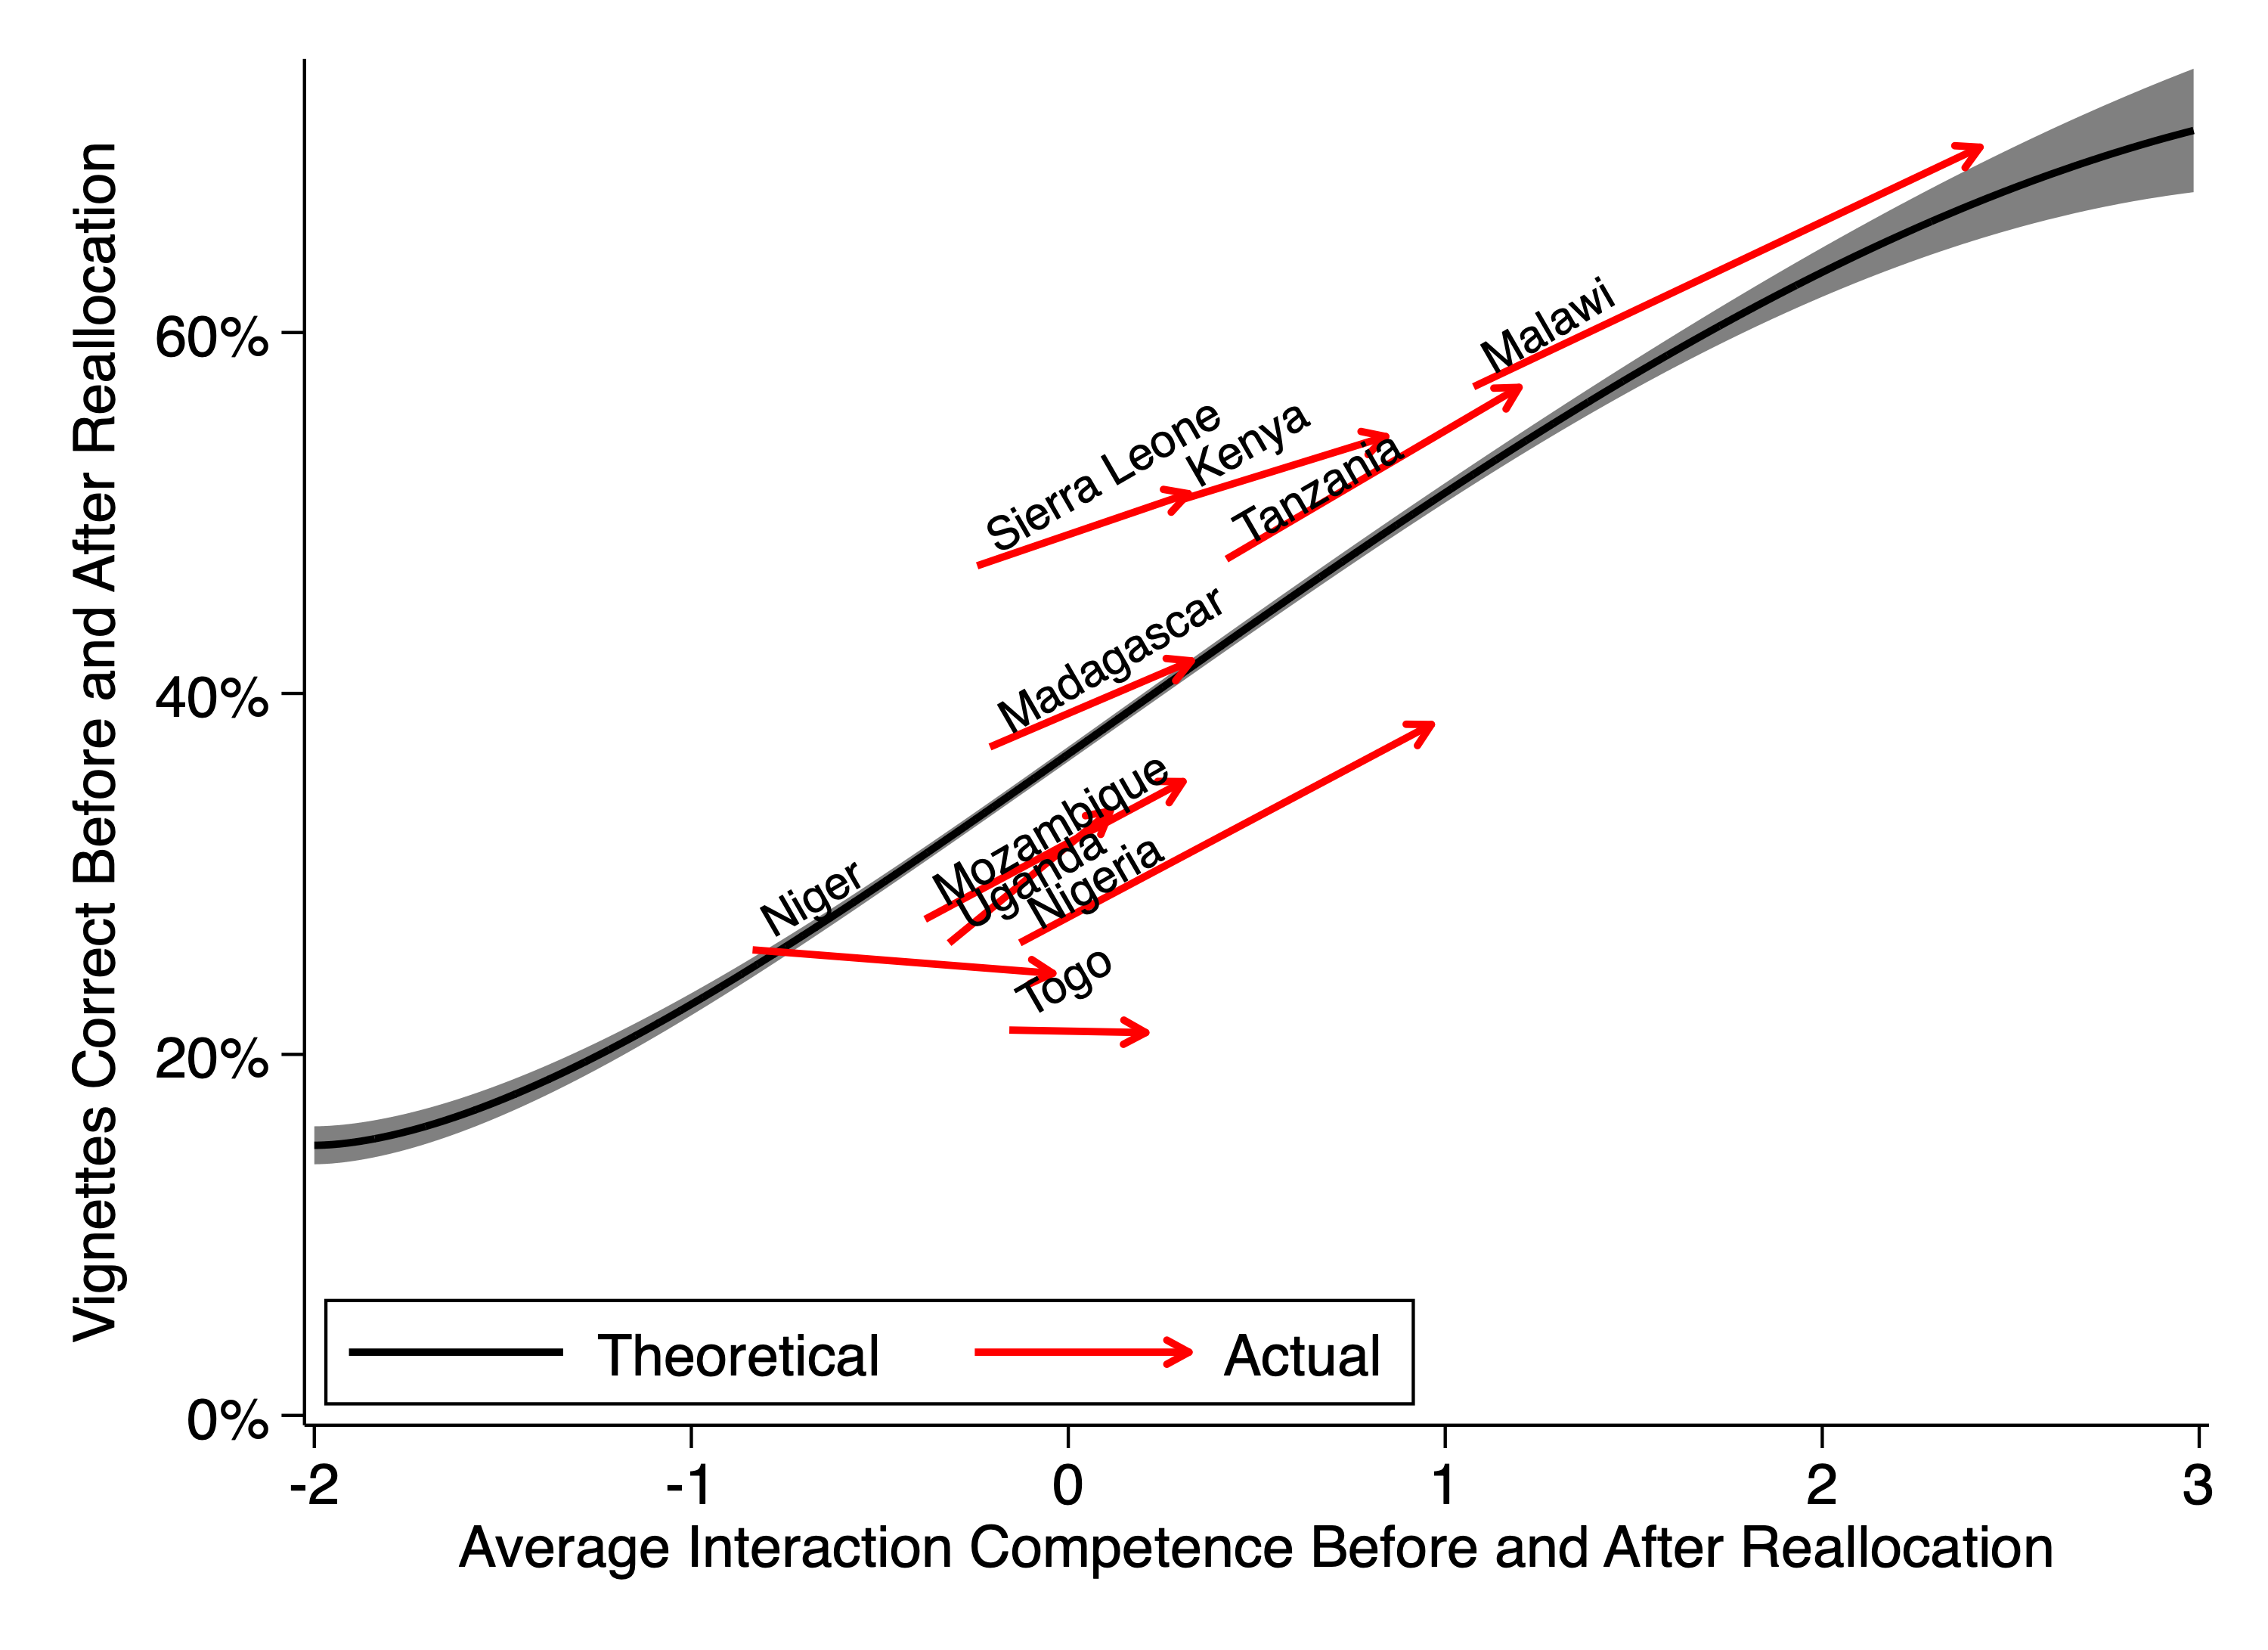 Vignettes Correct Before and After Reallocation
60%
40%
20%
0%
Malawi
Sierra Leone
Kenya
Tanzania
Madagascar
Mozambique
Uganda
Nigeria
Niger
Togo
Theoretical
Actual
-2
-1
0
1
2
3
Average Interaction Competence Before and After Reallocation